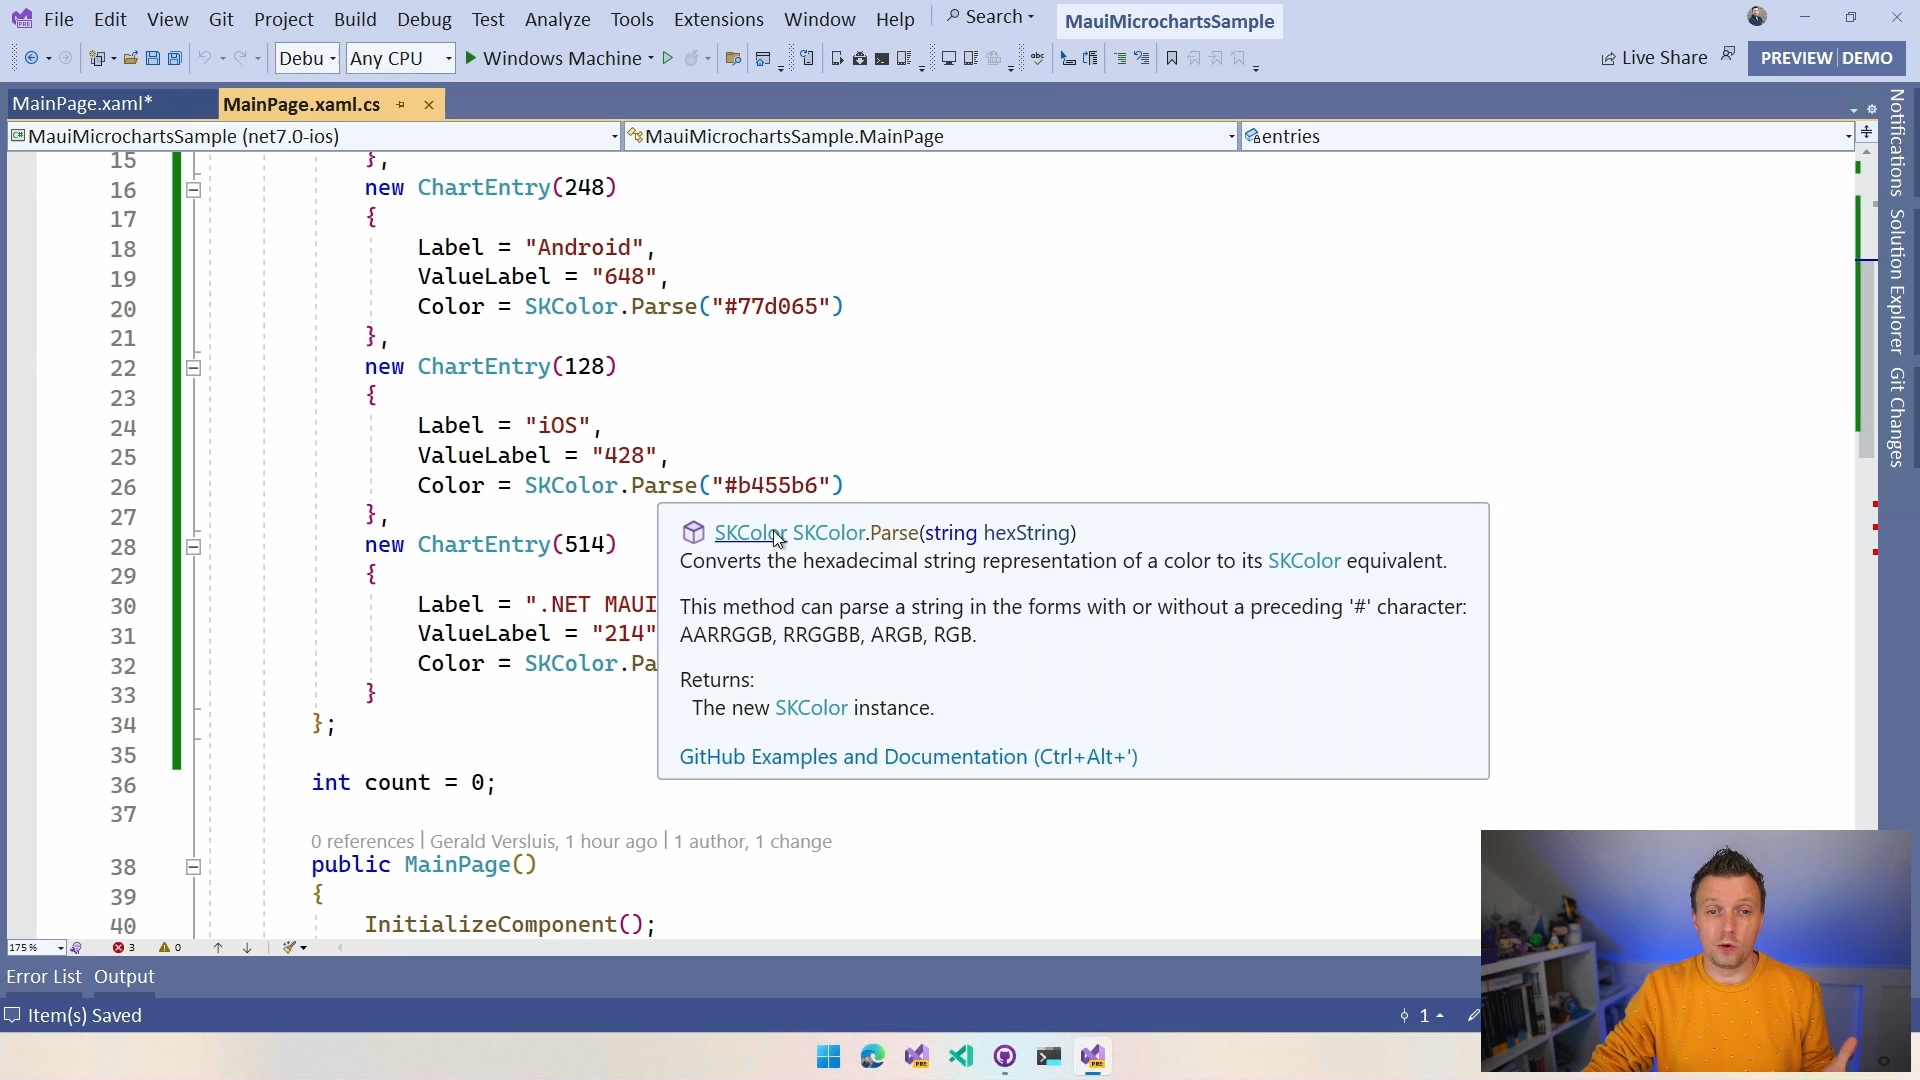 File Edit View Git Project Build Debug Test Analyze Tools Extensions Window Help Search MauiMicrochartsSample
Debu Any CPU Windows Machine Live Share PREVIEW DEMO
MainPage.xaml* MainPage.xaml.cs
MauiMicrochartsSample (net7.0-ios) MauiMicrochartsSample.MainPage entries
15 },
16 new ChartEntry(248)
17 {
18 Label = "Android",
19 ValueLabel = "648",
20 Color = SKColor.Parse("#77d065")
21 },
22 new ChartEntry(128)
23 {
24 Label = "iOS",
25 ValueLabel = "428",
26 Color = SKColor.Parse("#b455b6")
27 },
28 new ChartEntry(514)
29 {
30 Label = ".NET MAUI
31 ValueLabel = "214"
32 Color = SKColor.Pa
33 }
34 };
35
36 int count = 0;
37
0 references | Gerald Versluis, 1 hour ago | 1 author, 1 change
38 public MainPage()
39 {
40 InitializeComponent();
SKColor SKColor.Parse(string hexString)
Converts the hexadecimal string representation of a color to its SKColor equivalent.
This method can parse a string in the forms with or without a preceding '#' character:
AARRGGB, RRGGBB, ARGB, RGB.
Returns:
The new SKColor instance.
GitHub Examples and Documentation (Ctrl+Alt+')
Notifications
Solution Explorer
Git Changes
175 % 3 0
Error List Output
Item(s) Saved 1
PRE PRE